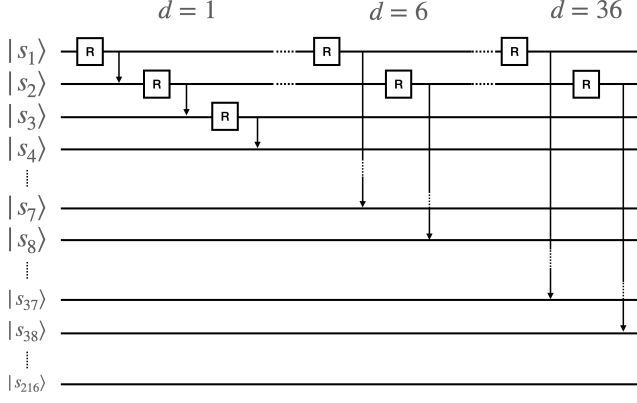 d = 1 d = 6 d = 36
|s₁⟩ R R R
|s₂⟩ R R R
|s₃⟩ R
|s₄⟩
|s₇⟩
|s₈⟩
|s₃₇⟩
|s₃₈⟩
|s₂₁₆⟩